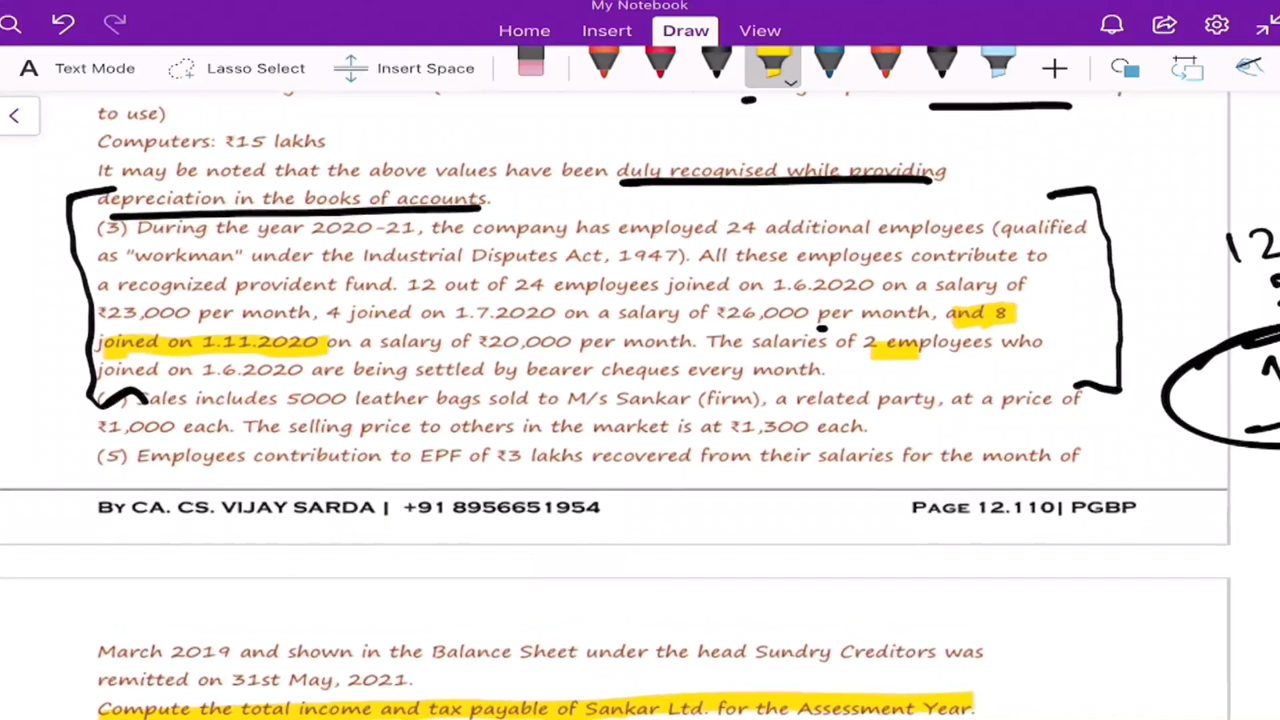 My Notebook
Home Insert Draw View
A Text Mode Lasso Select Insert Space
to use)
Computers: ₹15 lakhs
It may be noted that the above values have been duly recognised while providing
depreciation in the books of accounts.
(3) During the year 2020-21, the company has employed 24 additional employees (qualified
as "workman" under the Industrial Disputes Act, 1947). All these employees contribute to
a recognized provident fund. 12 out of 24 employees joined on 1.6.2020 on a salary of
₹23,000 per month, 4 joined on 1.7.2020 on a salary of ₹26,000 per month, and 8
joined on 1.11.2020 on a salary of ₹20,000 per month. The salaries of 2 employees who
joined on 1.6.2020 are being settled by bearer cheques every month.
Sales includes 5000 leather bags sold to M/s Sankar (firm), a related party, at a price of
₹1,000 each. The selling price to others in the market is at ₹1,300 each.
(5) Employees contribution to EPF of ₹3 lakhs recovered from their salaries for the month of
BY CA. CS. VIJAY SARDA | +91 8956651954 PAGE 12.110| PGBP
March 2019 and shown in the Balance Sheet under the head Sundry Creditors was
remitted on 31st May, 2021.
Compute the total income and tax payable of Sankar Ltd. for the Assessment Year.
12